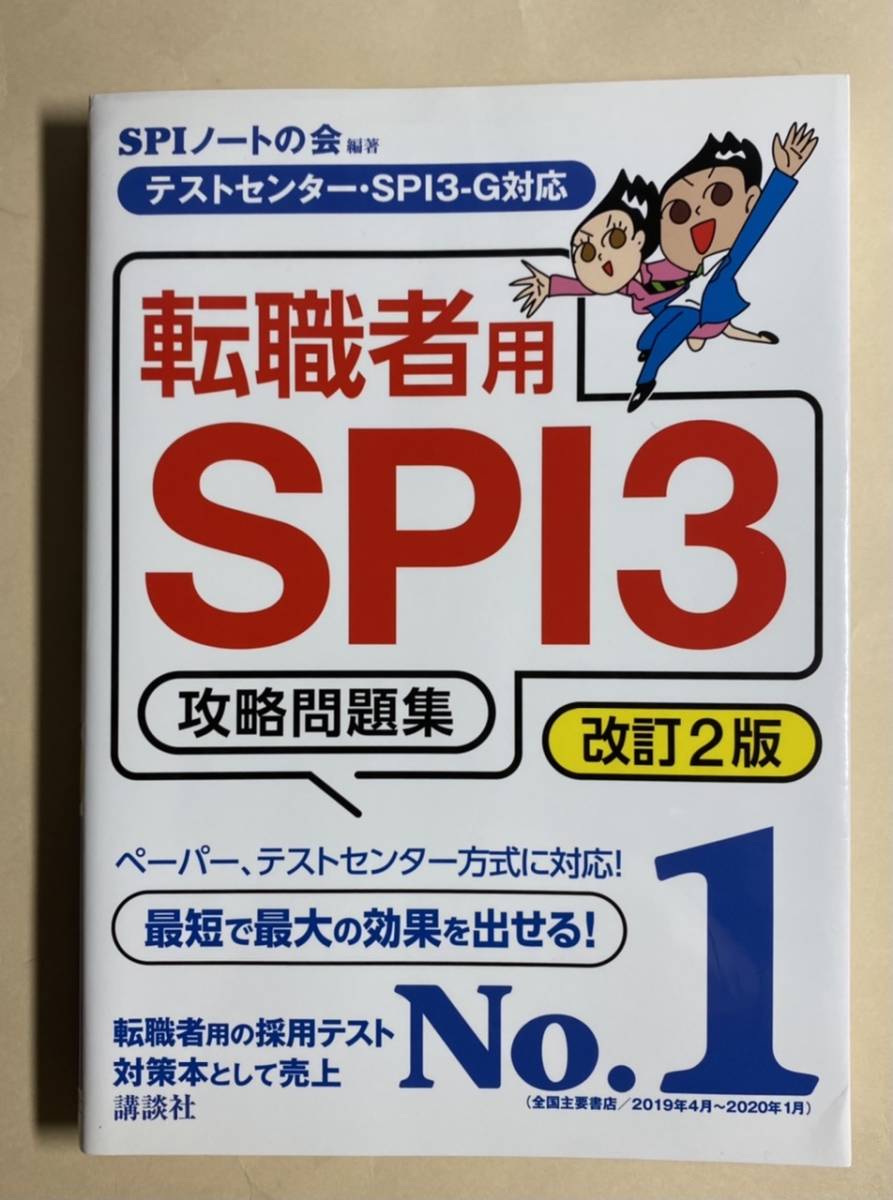 SPIノートの会 編著
テストセンター・SPI3-G対応
転職者用
SPI3
攻略問題集
改訂2版
ペーパー、テストセンター方式に対応!
最短で最大の効果を出せる!
転職者用の採用テスト
対策本として売上
No.1
講談社
(全国主要書店/2019年4月~2020年1月)